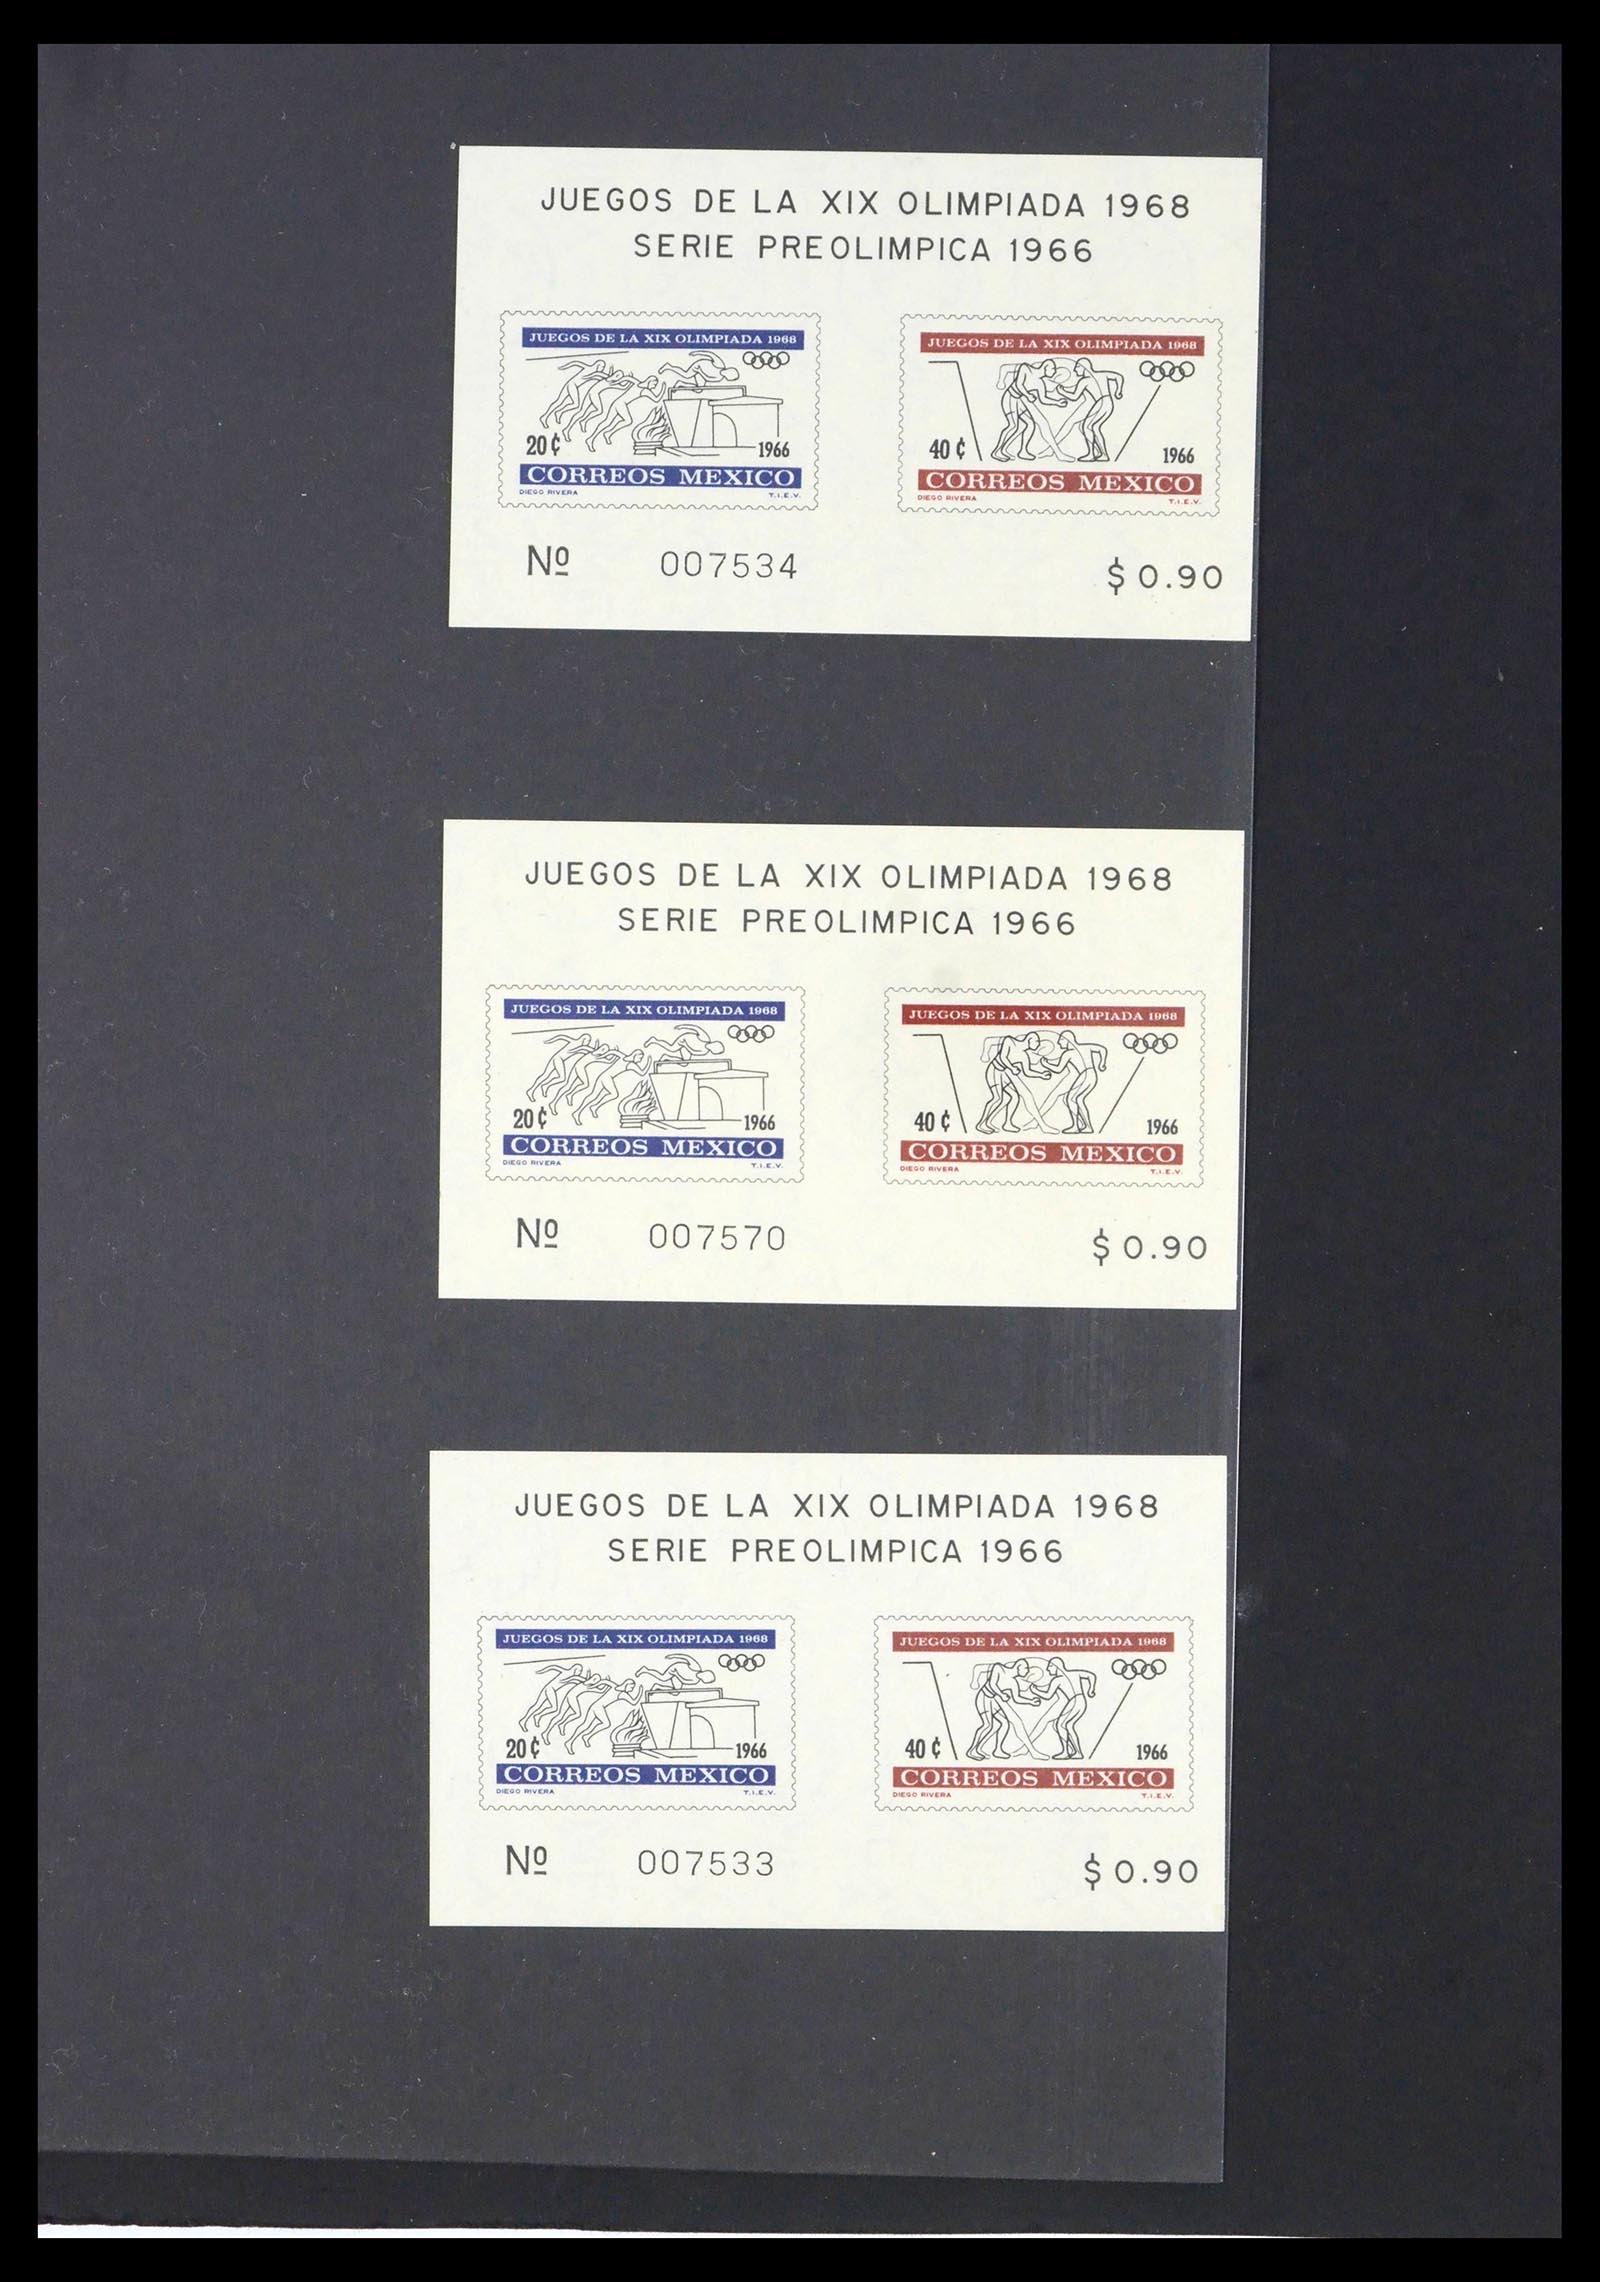 JUEGOS DE LA XIX OLIMPIADA 1968
SERIE PREOLIMPICA 1966
JUEGOS DE LA XIX OLIMPIADA 1968
20 ¢
1966
CORREOS MEXICO
DIEGO RIVERA
T.I.E.V.
JUEGOS DE LA XIX OLIMPIADA 1968
40 ¢
1966
CORREOS MEXICO
DIEGO RIVERA
T.I.E.V.
Nº 007534
$ 0.90
JUEGOS DE LA XIX OLIMPIADA 1968
SERIE PREOLIMPICA 1966
JUEGOS DE LA XIX OLIMPIADA 1968
20 ¢
1966
CORREOS MEXICO
DIEGO RIVERA
T.I.E.V.
JUEGOS DE LA XIX OLIMPIADA 1968
40 ¢
1966
CORREOS MEXICO
DIEGO RIVERA
T.I.E.V.
Nº 007570
$ 0.90
JUEGOS DE LA XIX OLIMPIADA 1968
SERIE PREOLIMPICA 1966
JUEGOS DE LA XIX OLIMPIADA 1968
20 ¢
1966
CORREOS MEXICO
DIEGO RIVERA
T.I.E.V.
JUEGOS DE LA XIX OLIMPIADA 1968
40 ¢
1966
CORREOS MEXICO
DIEGO RIVERA
T.I.E.V.
Nº 007533
$ 0.90